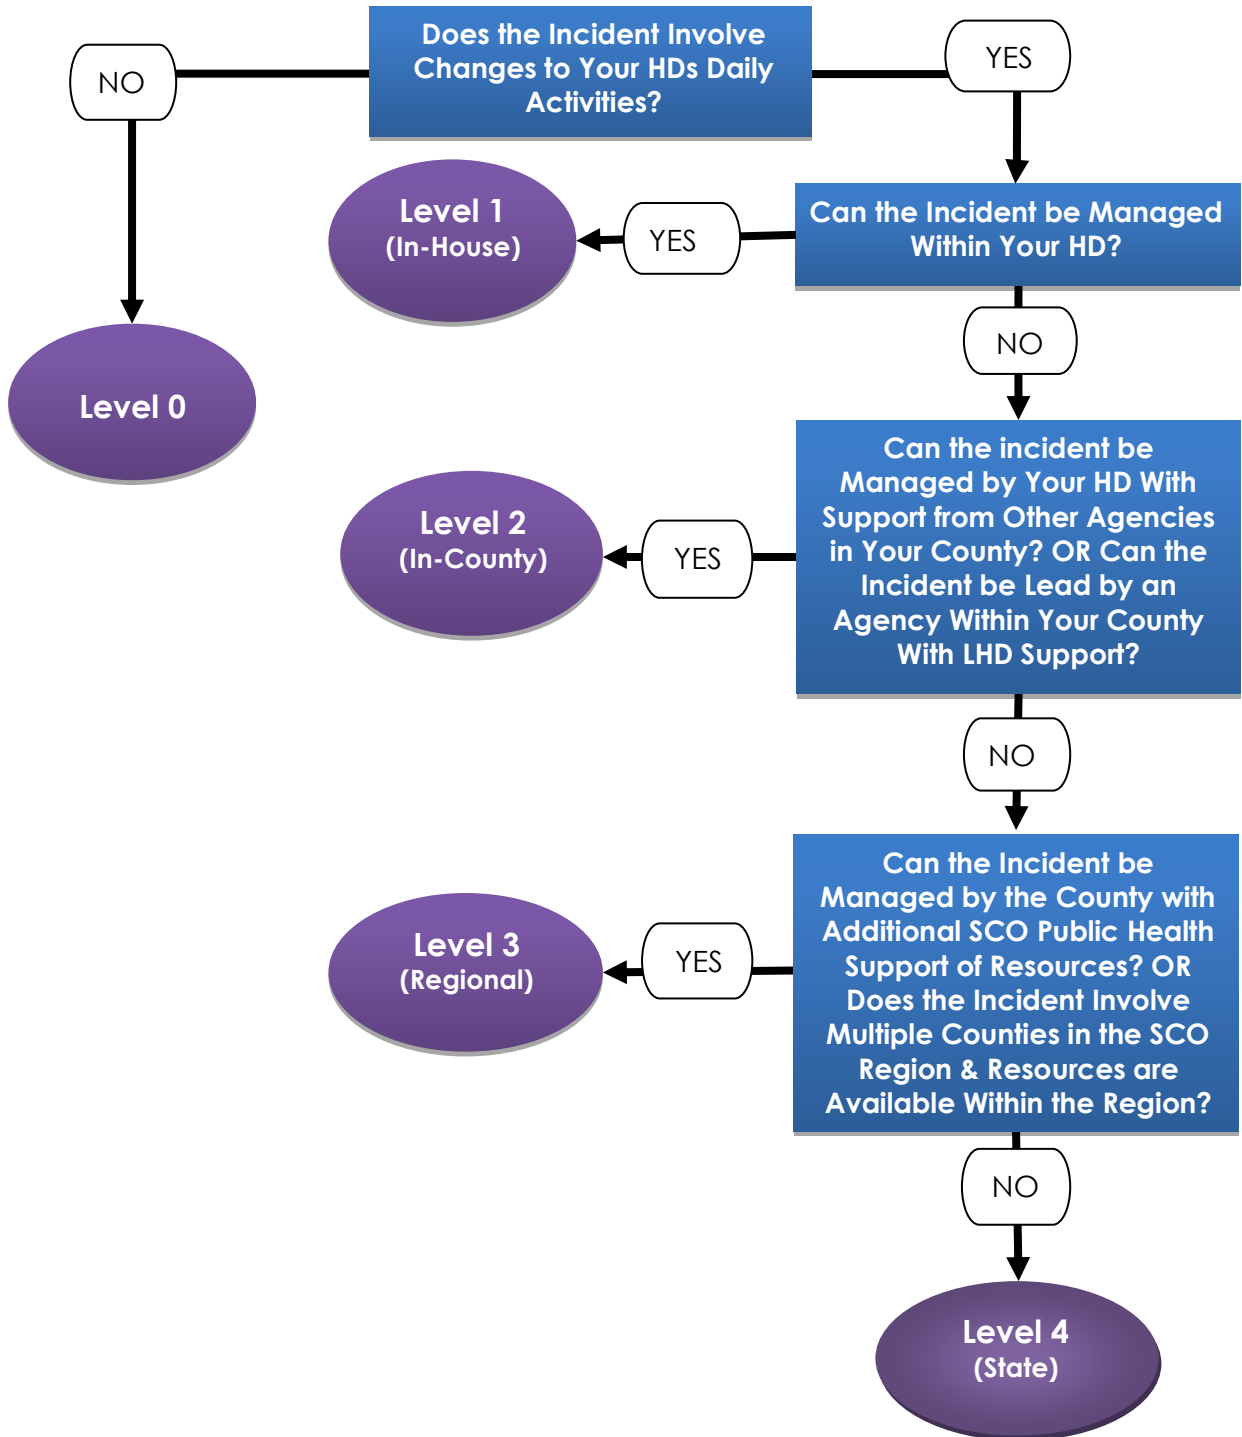 Does the Incident Involve
Changes to Your HDs Daily
Activities?
NO
YES
Level 1
(In-House)
YES
Can the Incident be Managed
Within Your HD?
NO
Level 0
Can the incident be
Managed by Your HD With
Support from Other Agencies
in Your County? OR Can the
Incident be Lead by an
Agency Within Your County
With LHD Support?
Level 2
(In-County)
YES
NO
Can the Incident be
Managed by the County with
Additional SCO Public Health
Support of Resources? OR
Does the Incident Involve
Multiple Counties in the SCO
Region & Resources are
Available Within the Region?
Level 3
(Regional)
YES
NO
Level 4
(State)